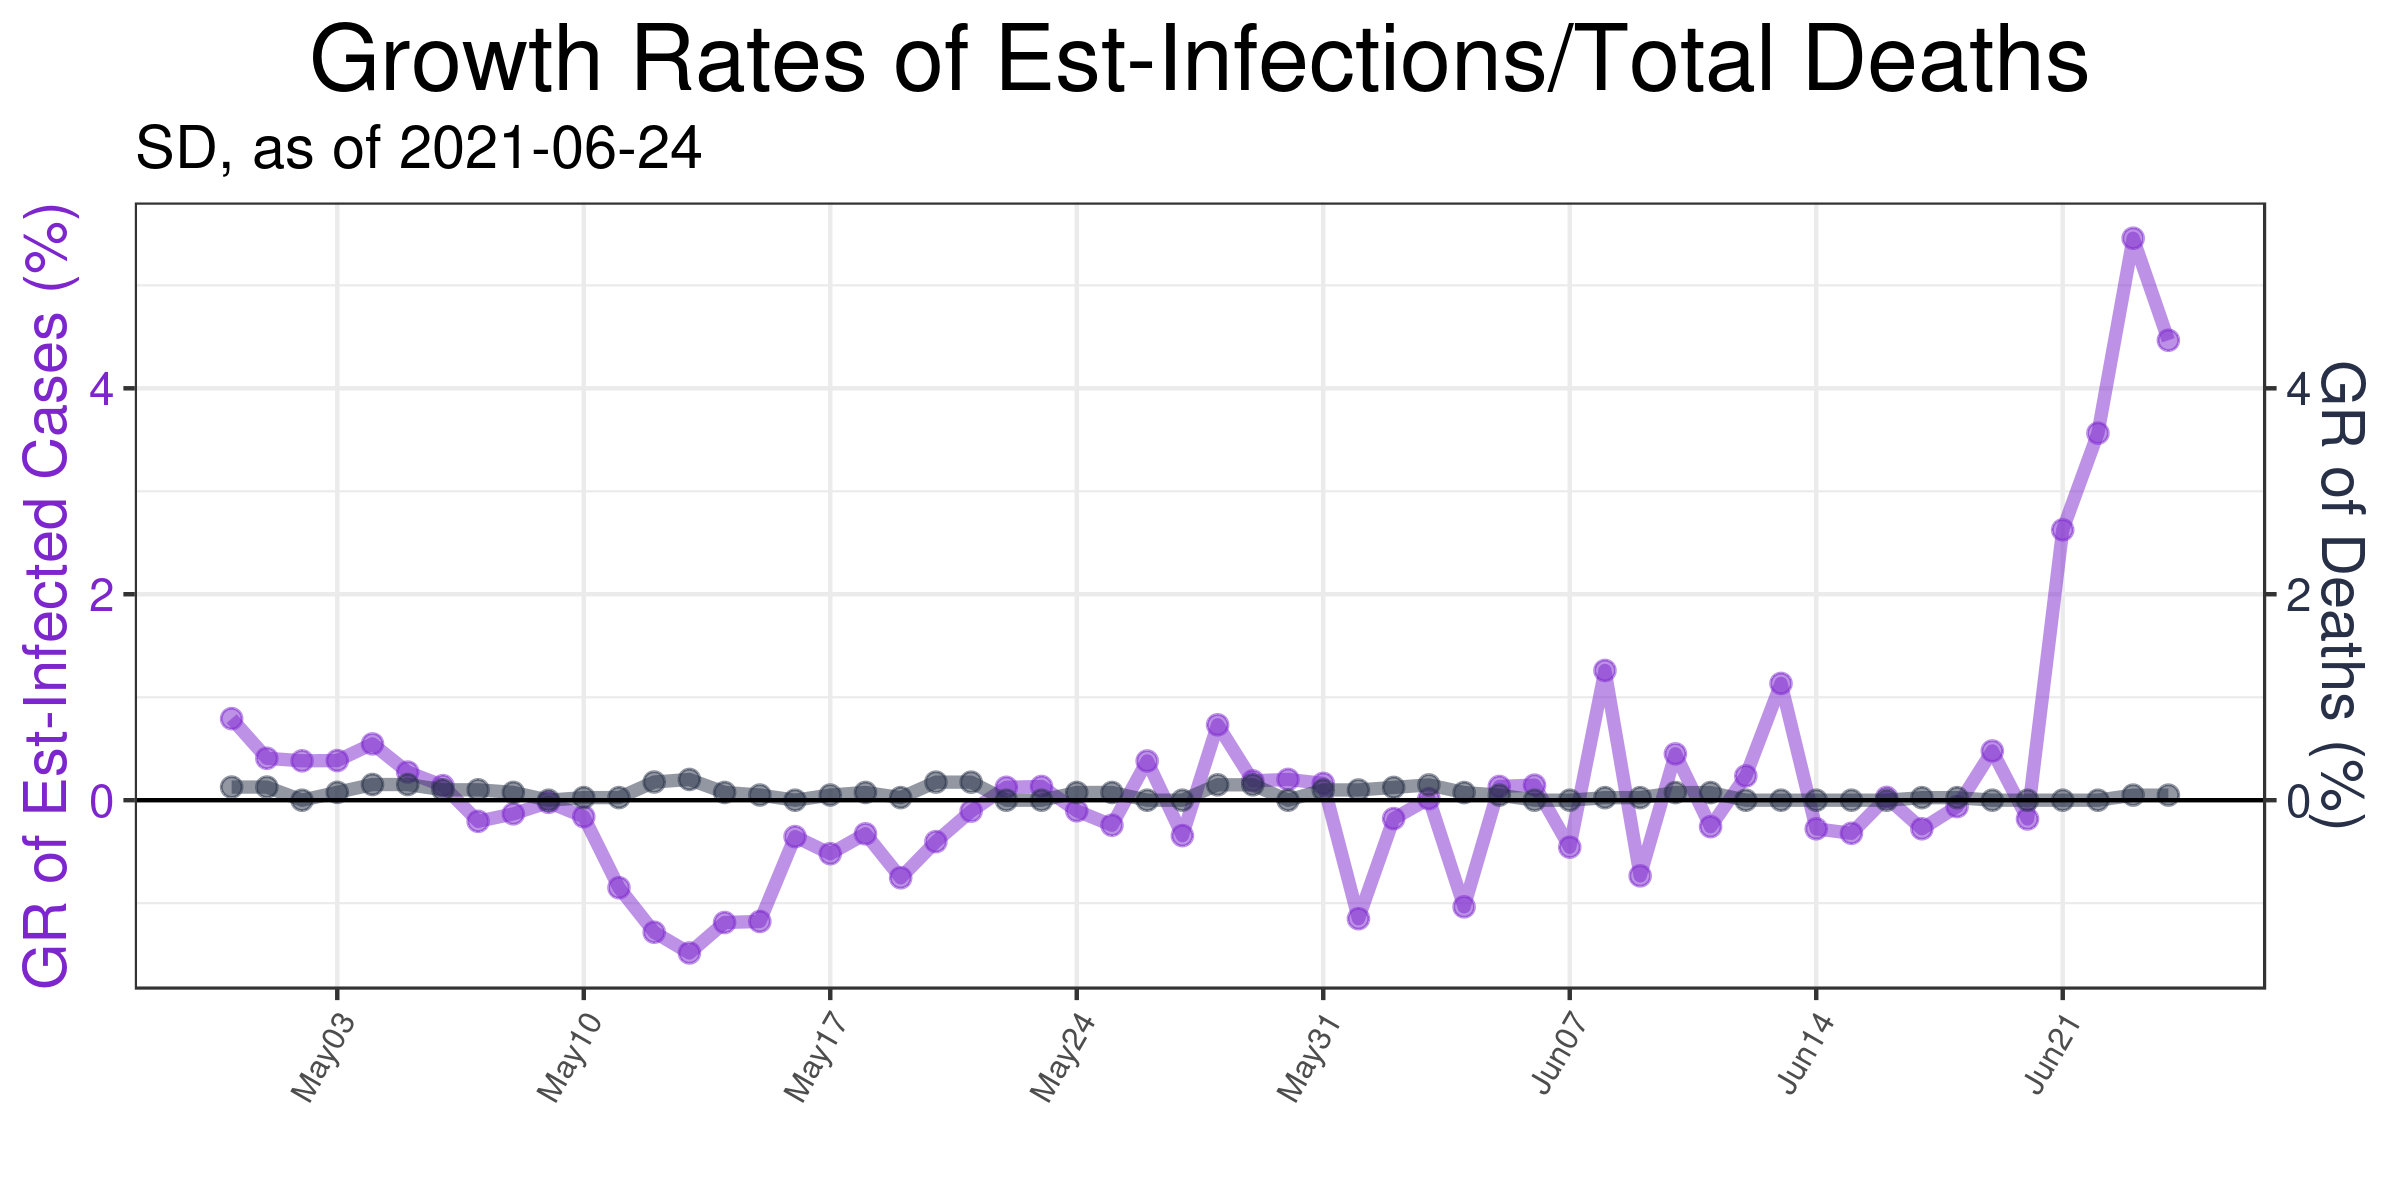 Growth Rates of Est-Infections/Total Deaths
SD, as of 2021-06-24
GR of Est-Infected Cases (%)
4
2
0
4
2
0
GR of Deaths (%)
May03
May10
May17
May24
May31
Jun07
Jun14
Jun21